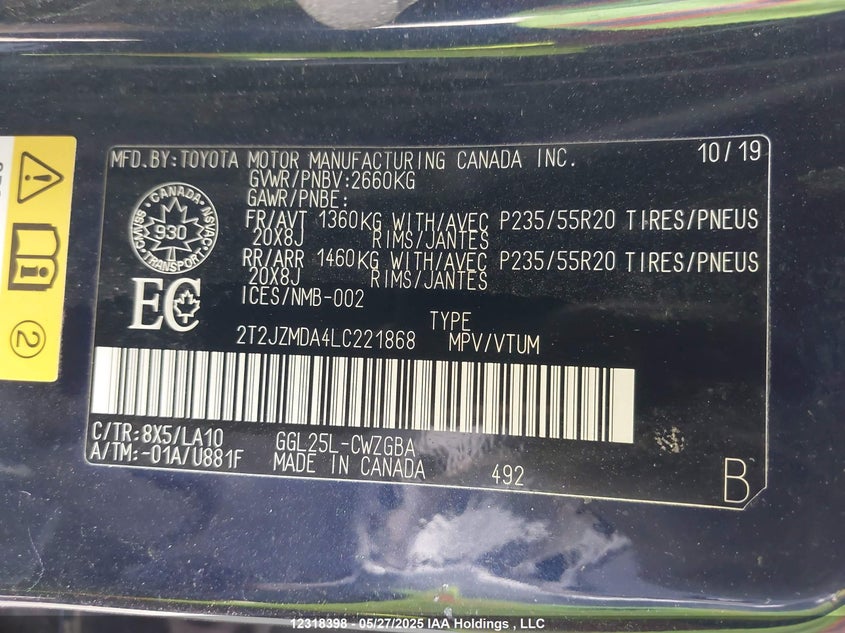 MFD.BY:TOYOTA MOTOR MANUFACTURING CANADA INC. 10/19
GVWR/PNBV:2660KG
GAWR/PNBE:
FR/AVT 1360KG WITH/AVEC P235/55R20 TIRES/PNEUS
20X8J RIMS/JANTES
RR/ARR 1460KG WITH/AVEC P235/55R20 TIRES/PNEUS
20X8J RIMS/JANTES
ICES/NMB-002
CANADA
CMVSS
NSVAC
930
TRANSPORT
EC
2T2JZMDA4LC221868
TYPE
MPV/VTUM
C/TR:8X5/LA10
A/TM:-01A/U881F
GGL25L-CWZGBA
MADE IN CANADA
492
B
2
12318398 - 05/27/2025 IAA Holdings , LLC